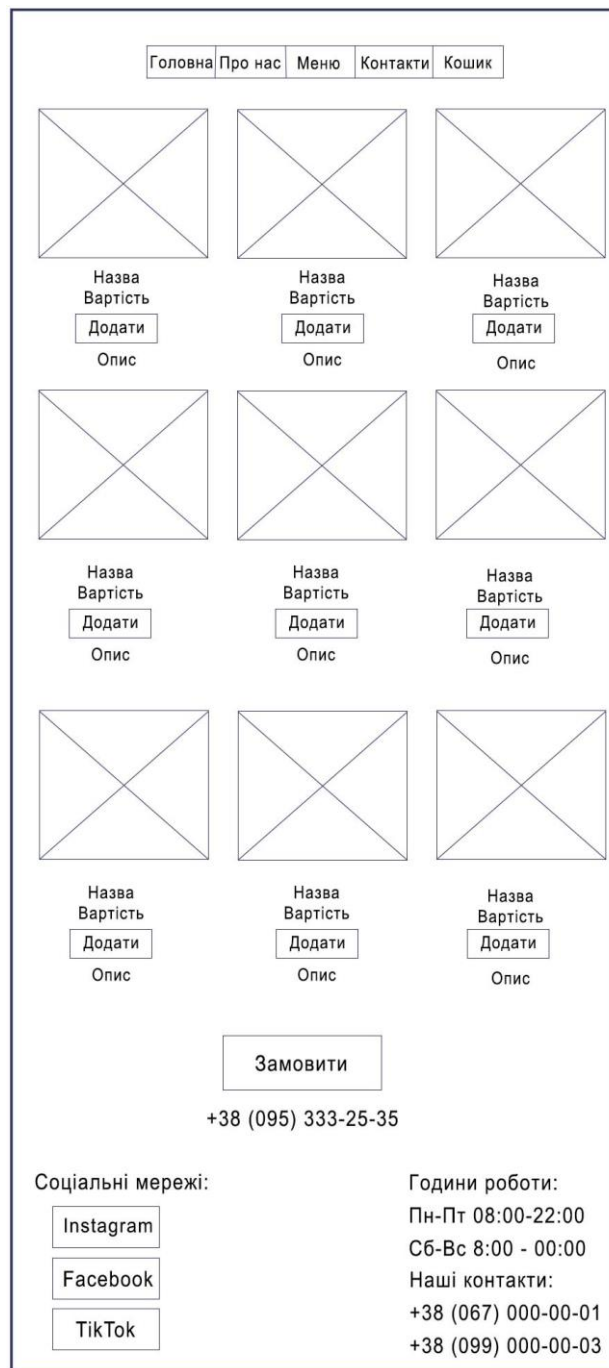 Головна Про нас Меню Контакти Кошик
Назва Назва Назва
Вартість Вартість Вартість
Додати Додати Додати
Опис Опис Опис
Назва Назва Назва
Вартість Вартість Вартість
Додати Додати Додати
Опис Опис Опис
Назва Назва Назва
Вартість Вартість Вартість
Додати Додати Додати
Опис Опис Опис
Замовити
+38 (095) 333-25-35
Соціальні мережі:
Instagram
Facebook
TikTok
Години роботи:
Пн-Пт 08:00-22:00
Сб-Вс 8:00 - 00:00
Наші контакти:
+38 (067) 000-00-01
+38 (099) 000-00-03